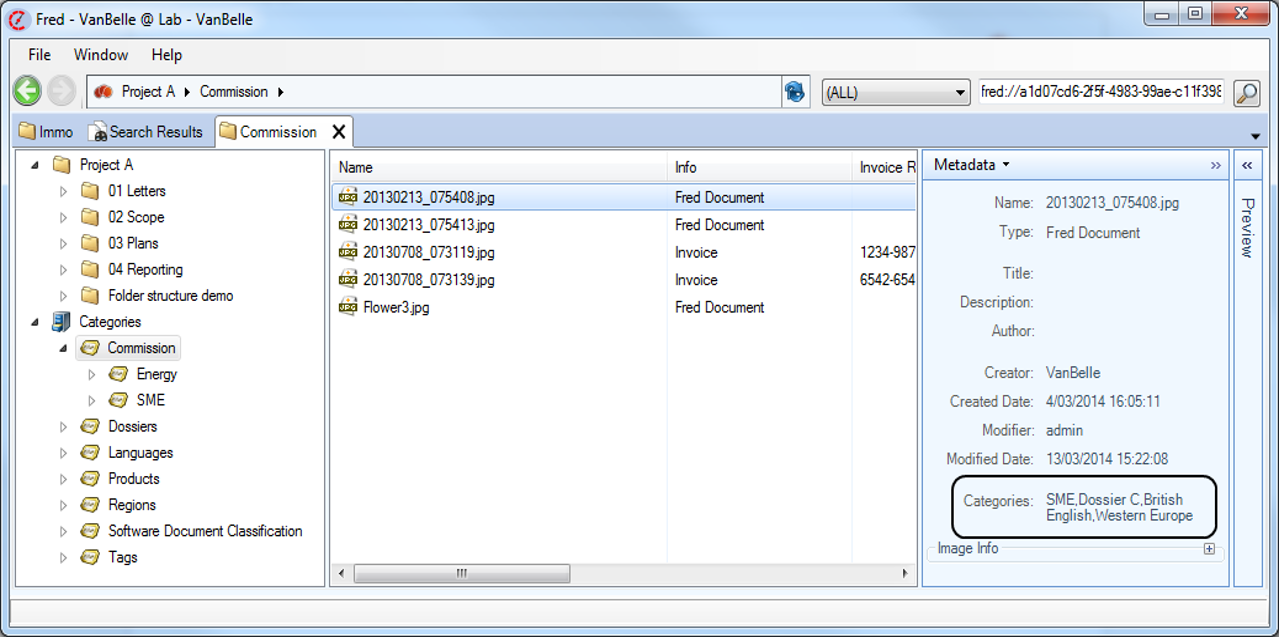 Fred - VanBelle @ Lab - VanBelle
File Window Help
Project A Commission
(ALL)
fred://a1d07cd6-2f5f-4983-99ae-c11f398
Immo Search Results Commission
Project A
01 Letters
02 Scope
03 Plans
04 Reporting
Folder structure demo
Categories
Commission
Energy
SME
Dossiers
Languages
Products
Regions
Software Document Classification
Tags
Name Info Invoice R
20130213_075408.jpg Fred Document
20130213_075413.jpg Fred Document
20130708_073119.jpg Invoice 1234-987
20130708_073139.jpg Invoice 6542-654
Flower3.jpg Fred Document
Metadata
Name: 20130213_075408.jpg
Type: Fred Document
Title:
Description:
Author:
Creator: VanBelle
Created Date: 4/03/2014 16:05:11
Modifier: admin
Modified Date: 13/03/2014 15:22:08
Categories: SME,Dossier C,British
English,Western Europe
Image Info
Preview